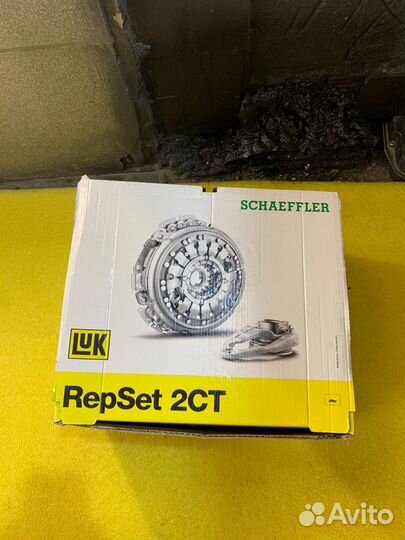 SCHAEFFLER
LUK
RepSet 2CT
Avito